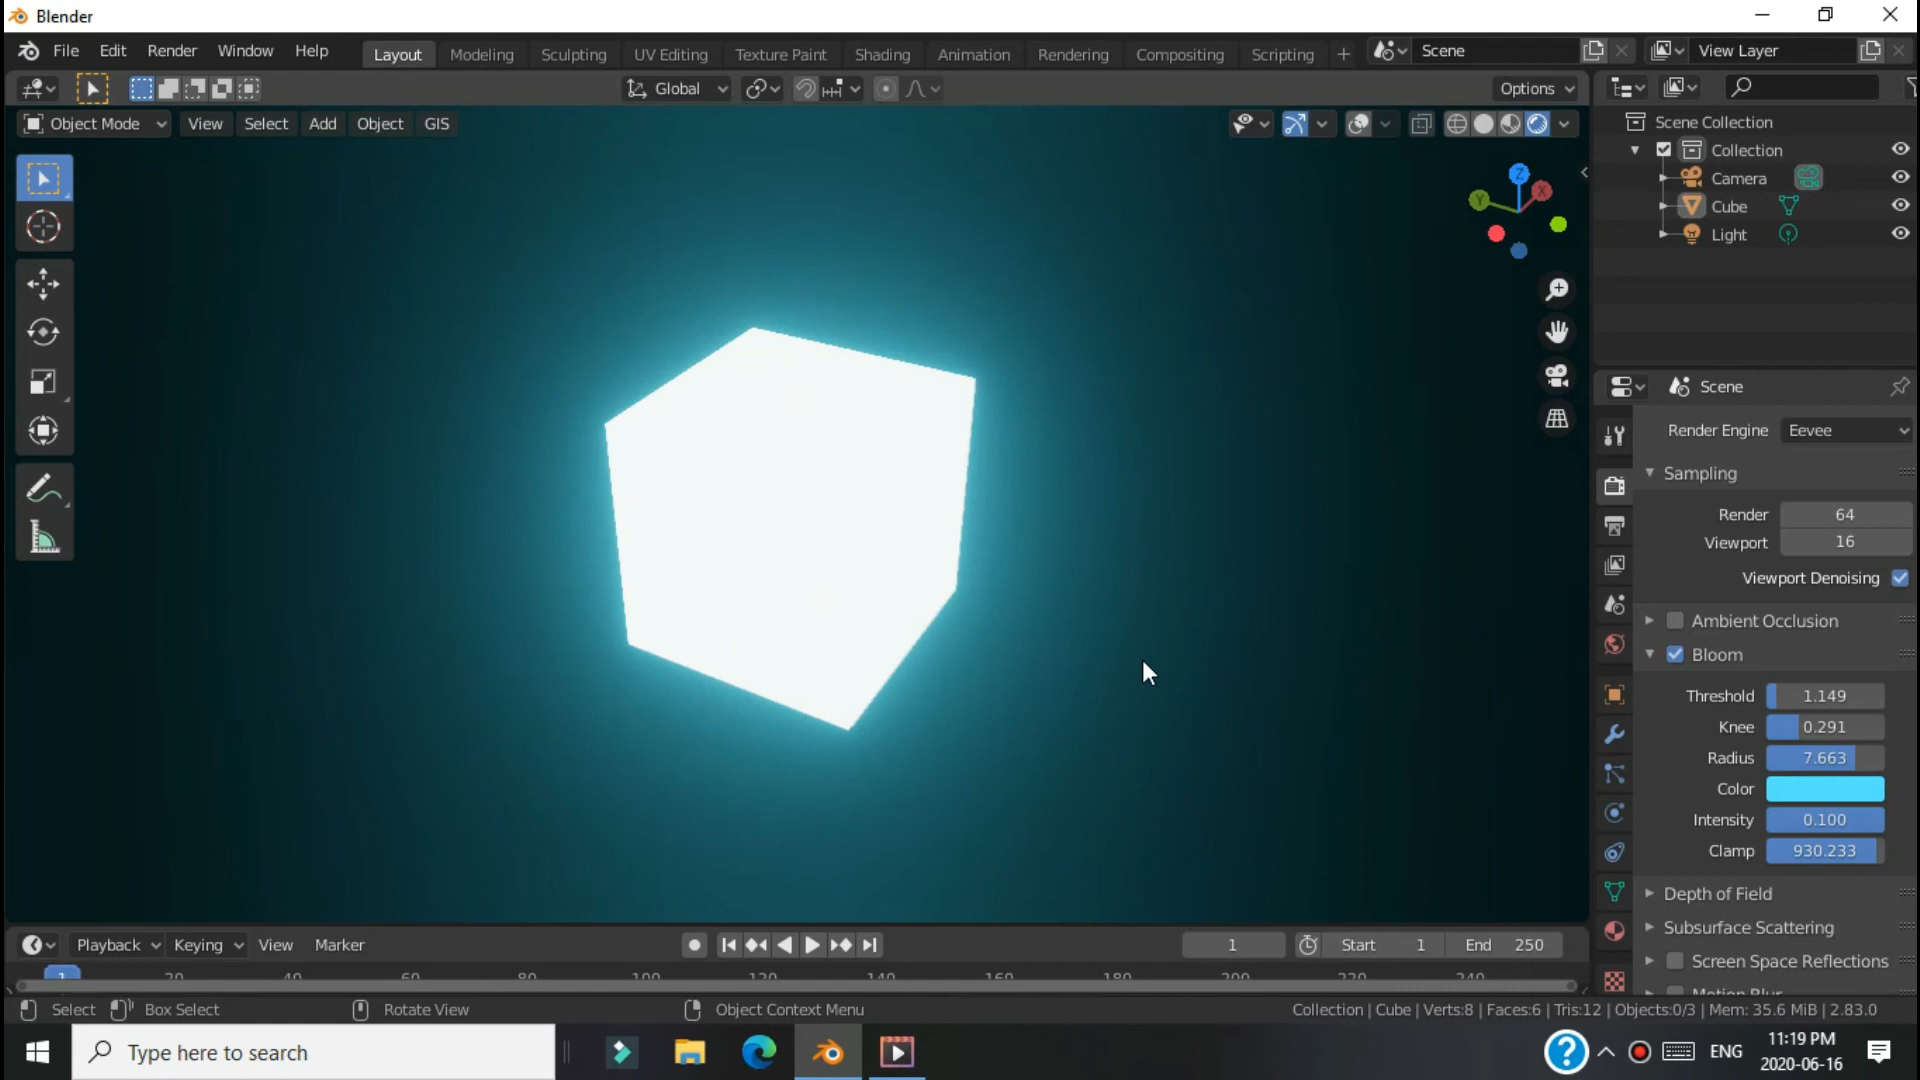 Blender
File Edit Render Window Help Layout Modeling Sculpting UV Editing Texture Paint Shading Animation Rendering Compositing Scripting + Scene View Layer
Global Options
Object Mode View Select Add Object GIS
Z
X
Y
Scene Collection
Collection
Camera
Cube
Light
Scene
Render Engine Eevee
Sampling
Render 64
Viewport 16
Viewport Denoising
Ambient Occlusion
Bloom
Threshold 1.149
Knee 0.291
Radius 7.663
Color
Intensity 0.100
Clamp 930.233
Depth of Field
Subsurface Scattering
Screen Space Reflections
Motion Blur
Playback Keying View Marker 1 Start 1 End 250
1 20 40 60 80 100 120 140 160 180 200 220 240
Select Box Select Rotate View Object Context Menu Collection | Cube | Verts:8 | Faces:6 | Tris:12 | Objects:0/3 | Mem: 35.6 MiB | 2.83.0
Type here to search
? ENG
11:19 PM
2020-06-16